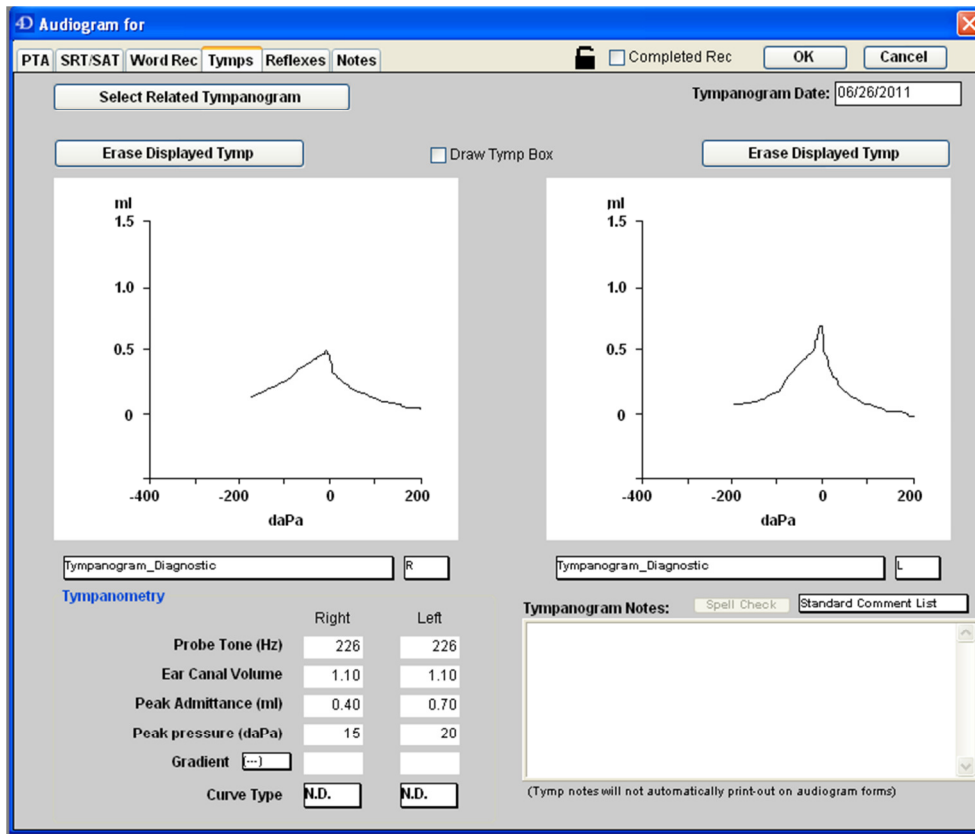 4D Audiogram for
PTA SRT/SAT Word Rec Tymps Reflexes Notes Completed Rec OK Cancel
Select Related Tympanogram Tympanogram Date: 06/26/2011
Erase Displayed Tymp Draw Tymp Box Erase Displayed Tymp
ml
1.5
1.0
0.5
0
-400 -200 0 200
daPa
ml
1.5
1.0
0.5
0
-400 -200 0 200
daPa
Tympanogram_Diagnostic R
Tympanogram_Diagnostic L
Tympanometry
Right Left
Probe Tone (Hz) 226 226
Ear Canal Volume 1.10 1.10
Peak Admittance (ml) 0.40 0.70
Peak pressure (daPa) 15 20
Gradient (---)
Curve Type N.D. N.D.
Tympanogram Notes: Spell Check Standard Comment List
(Tymp notes will not automatically print-out on audiogram forms)